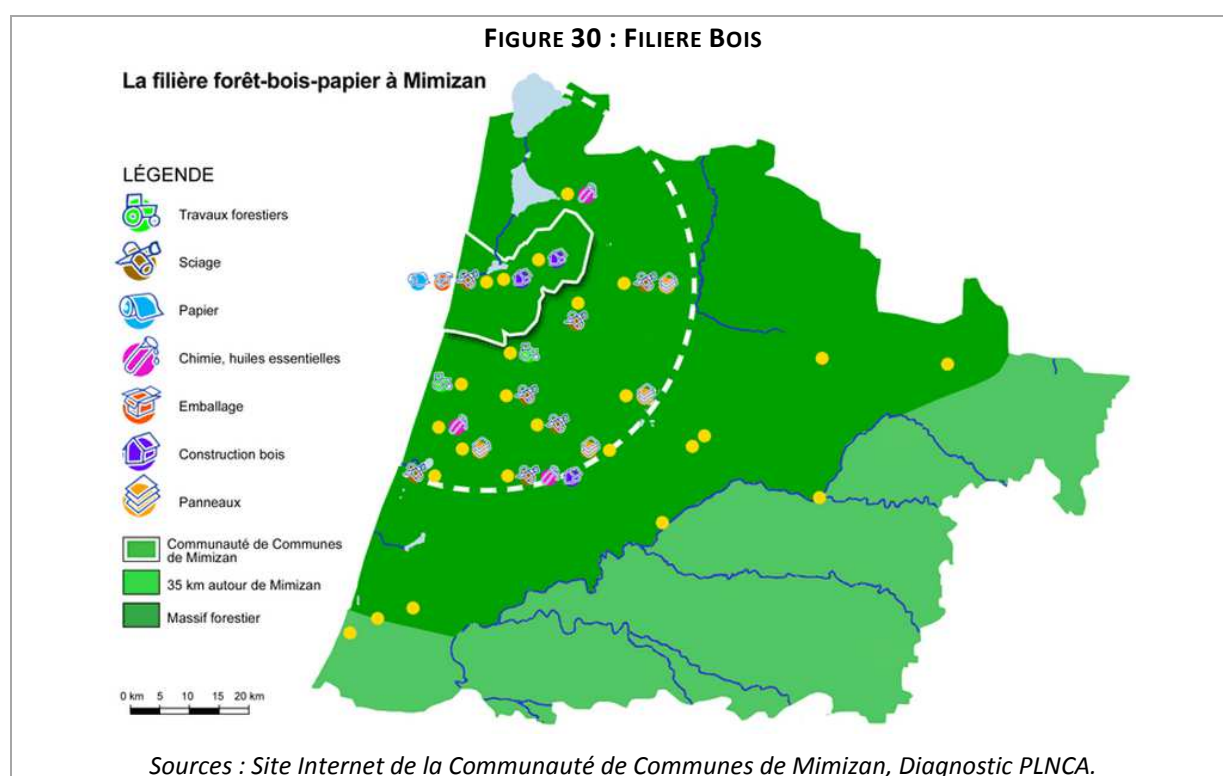 FIGURE 30 : FILIERE BOIS
La filière forêt-bois-papier à Mimizan
LÉGENDE
Travaux forestiers
Sciage
Papier
Chimie, huiles essentielles
Emballage
Construction bois
Panneaux
Communauté de Communes
de Mimizan
35 km autour de Mimizan
Massif forestier
0 km 5 10 15 20 km
Sources : Site Internet de la Communauté de Communes de Mimizan, Diagnostic PLNCA.